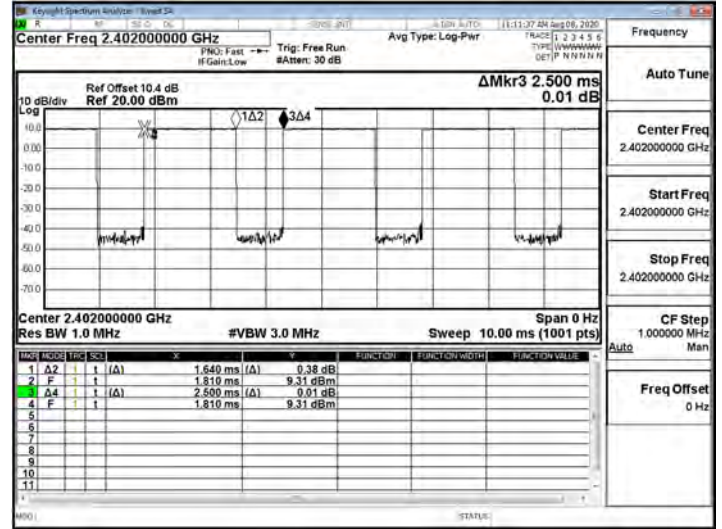 Keysight Spectrum Analyzer - Swept SA
R RF 50 Ω DC SENSE:INT ALIGN AUTO 11:11:37 AM Aug 08, 2020
Center Freq 2.402000000 GHz
PNO: Fast
IFGain:Low
Trig: Free Run
#Atten: 30 dB
Avg Type: Log-Pwr
TRACE 1 2 3 4 5 6
TYPE WWWWWWW
DET P N N N N N
Frequency
Auto Tune
Ref Offset 10.4 dB
Ref 20.00 dBm
10 dB/div
Log
ΔMkr3 2.500 ms
0.01 dB
1Δ2
3Δ4
10.0
0.00
-10.0
-20.0
-30.0
-40.0
-50.0
-60.0
-70.0
Center Freq
2.402000000 GHz
Start Freq
2.402000000 GHz
Stop Freq
2.402000000 GHz
Center 2.402000000 GHz
Res BW 1.0 MHz
#VBW 3.0 MHz
Span 0 Hz
Sweep 10.00 ms (1001 pts)
CF Step
1.000000 MHz
Auto Man
Freq Offset
0 Hz
MKR MODE TRC SCL X Y FUNCTION FUNCTION WIDTH FUNCTION VALUE
1 Δ2 1 t (Δ) 1.640 ms (Δ) 0.38 dB
2 F 1 t 1.810 ms 9.31 dBm
3 Δ4 1 t (Δ) 2.500 ms (Δ) 0.01 dB
4 F 1 t 1.810 ms 9.31 dBm
5
6
7
8
9
10
11
MSG
STATUS